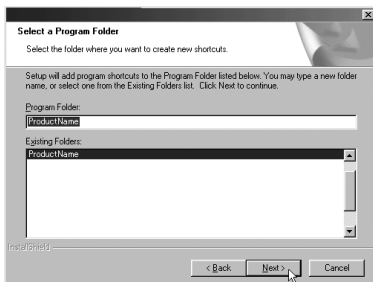 Select a Program Folder
Select the folder where you want to create new shortcuts.
Setup will add program shortcuts to the Program Folder listed below. You may type a new folder
name, or select one from the Existing Folders list. Click Next to continue.
Program Folder:
ProductName
Existing Folders:
ProductName
InstallShield
< Back
Next >
Cancel